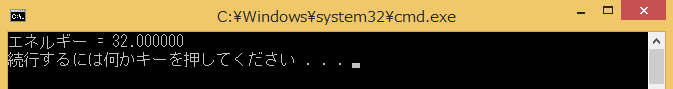 C:¥Windows¥system32¥cmd.exe
エネルギー = 32.000000
続行するには何かキーを押してください . . .